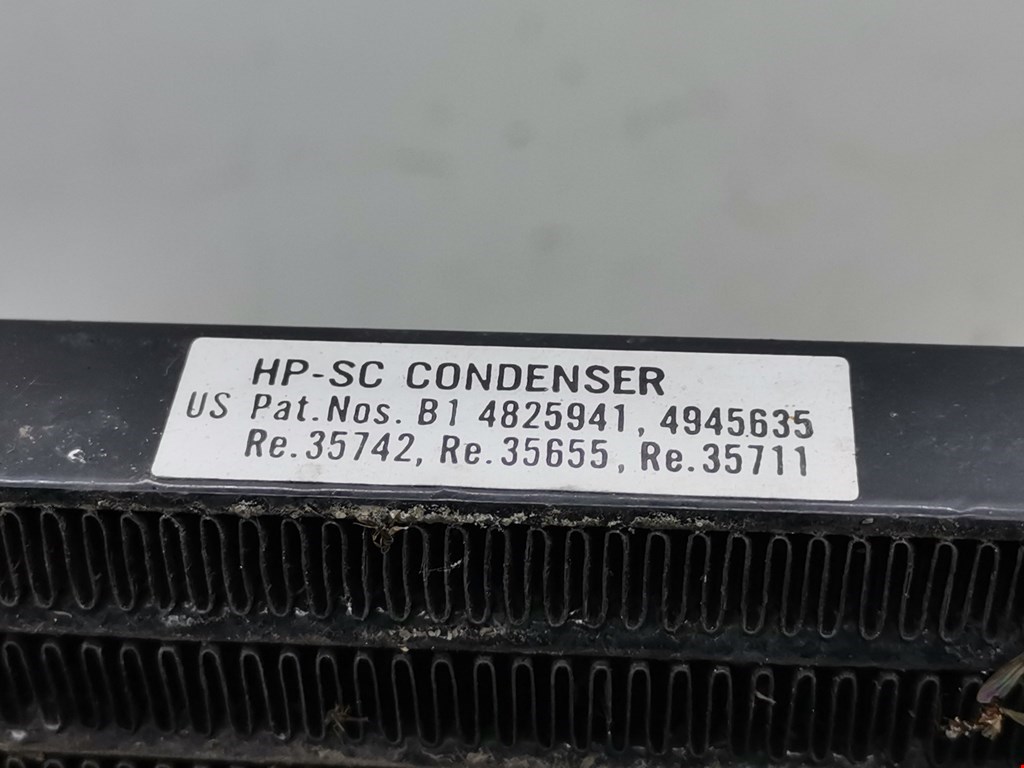 HP-SC CONDENSER
US Pat.Nos. B1 4825941, 4945635
Re.35742, Re.35655, Re.35711